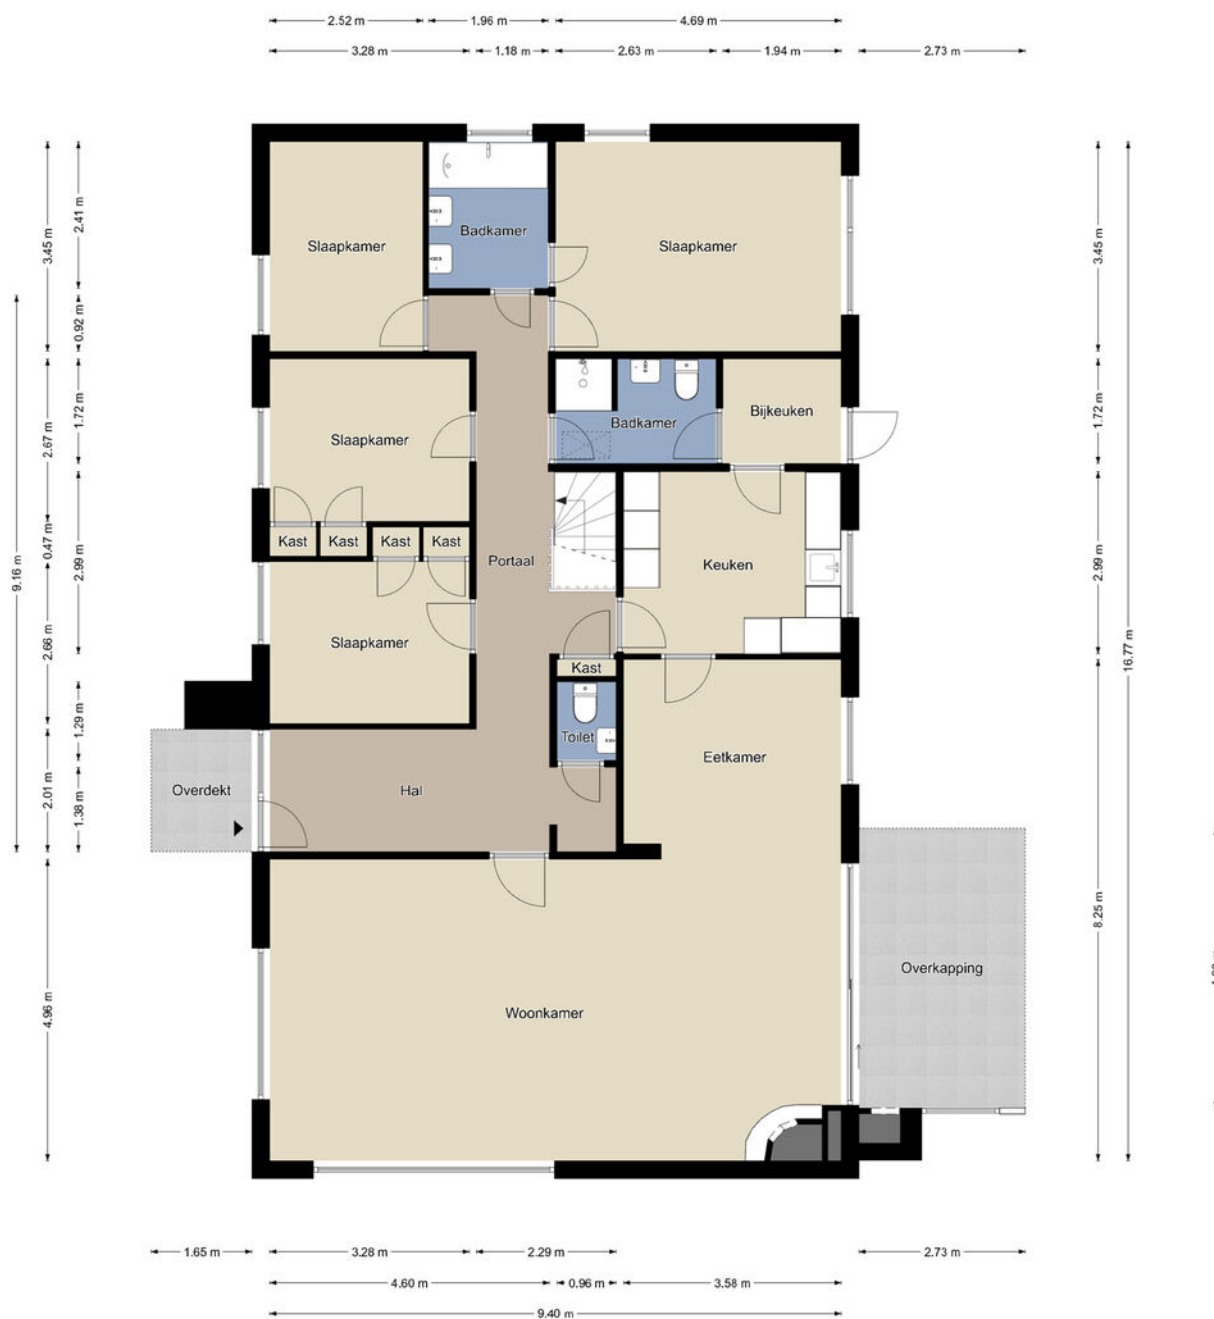 2.52 m
1.96 m
4.69 m
3.28 m
1.18 m
2.63 m
1.94 m
2.73 m
3.45 m
2.41 m
0.92 m
9.16 m
2.67 m
1.72 m
0.47 m
2.99 m
2.66 m
1.29 m
2.01 m
1.38 m
4.96 m
Slaapkamer
Badkamer
Slaapkamer
Slaapkamer
Badkamer
Bijkeuken
Kast
Kast
Kast
Kast
Portaal
Keuken
Slaapkamer
Kast
Toilet
Eetkamer
Overdekt
Hal
Overkapping
Woonkamer
3.45 m
1.72 m
2.99 m
16.77 m
8.25 m
1.65 m
3.28 m
2.29 m
2.73 m
4.60 m
0.96 m
3.58 m
9.40 m